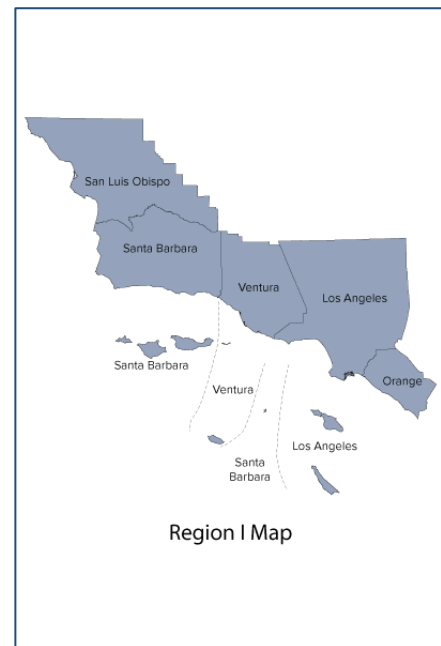 San Luis Obispo
Santa Barbara
Ventura
Los Angeles
Orange
Santa Barbara
Ventura
Los Angeles
Santa
Barbara
Region I Map